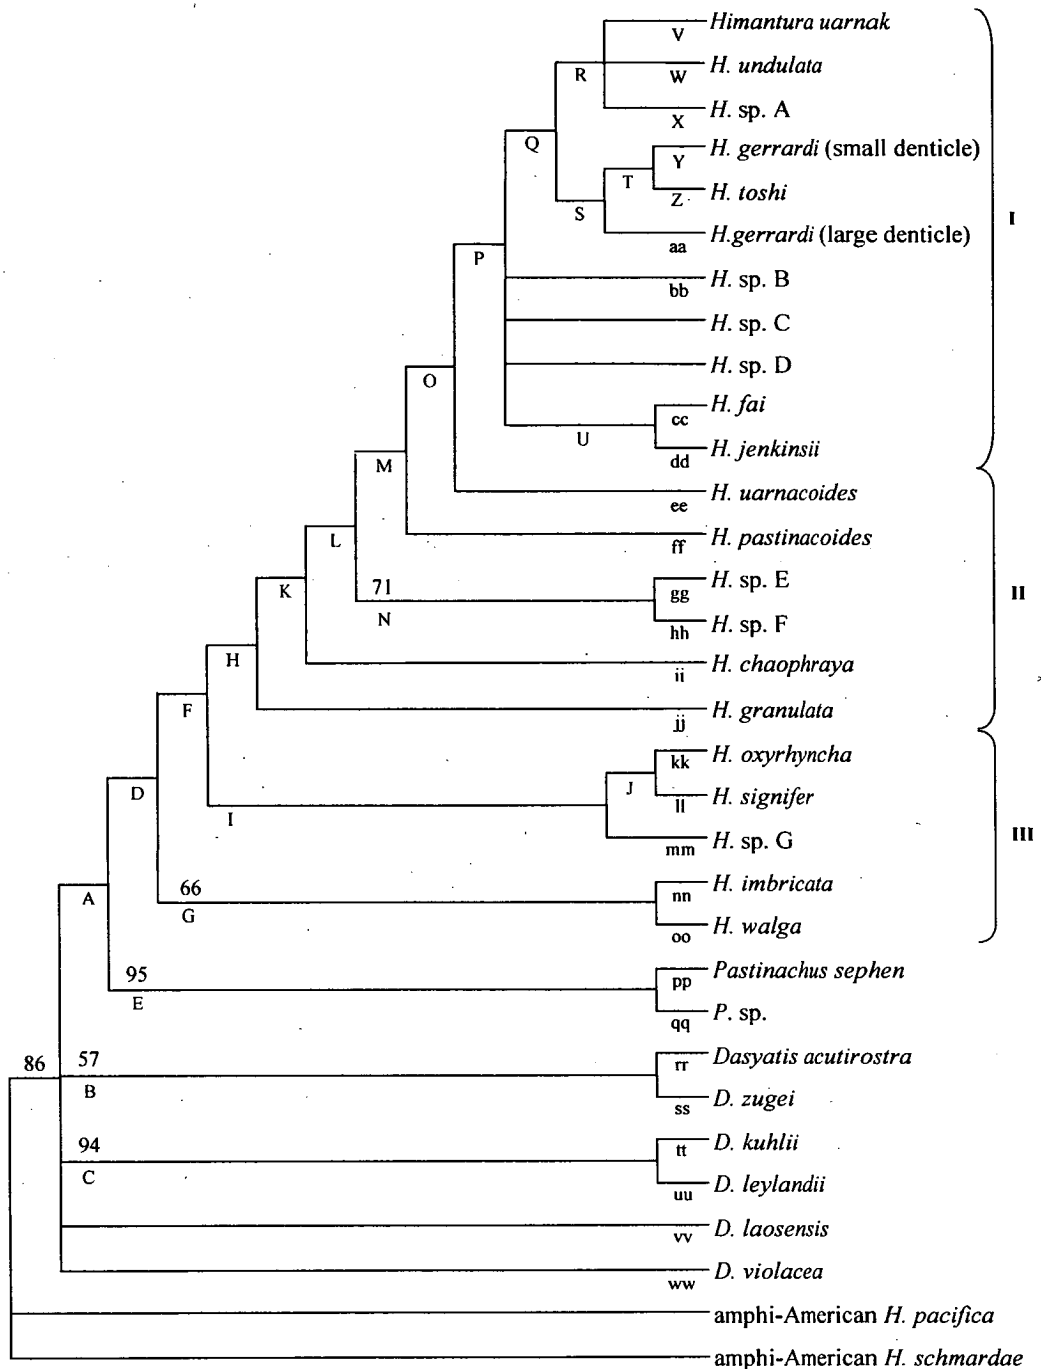 Himantura uarnak
V
H. undulata
R
W
H. sp. A
X
Q
H. gerrardi (small denticle)
Y
T
H. toshi
Z
S
H.gerrardi (large denticle)
aa
I
P
H. sp. B
bb
H. sp. C
H. sp. D
O
H. fai
cc
U
H. jenkinsii
dd
M
H. uarnacoides
ee
L
H. pastinacoides
ff
K
71
N
H. sp. E
gg
II
H. sp. F
hh
H
H. chaophraya
ii
F
H. granulata
jj
D
H. oxyrhyncha
kk
J
H. signifer
ll
I
H. sp. G
mm
III
A
66
G
H. imbricata
nn
H. walga
oo
95
E
Pastinachus sephen
pp
P. sp.
qq
86
57
B
Dasyatis acutirostra
rr
D. zugei
ss
94
C
D. kuhlii
tt
D. leylandii
uu
D. laosensis
vv
D. violacea
ww
amphi-American H. pacifica
amphi-American H. schmardae